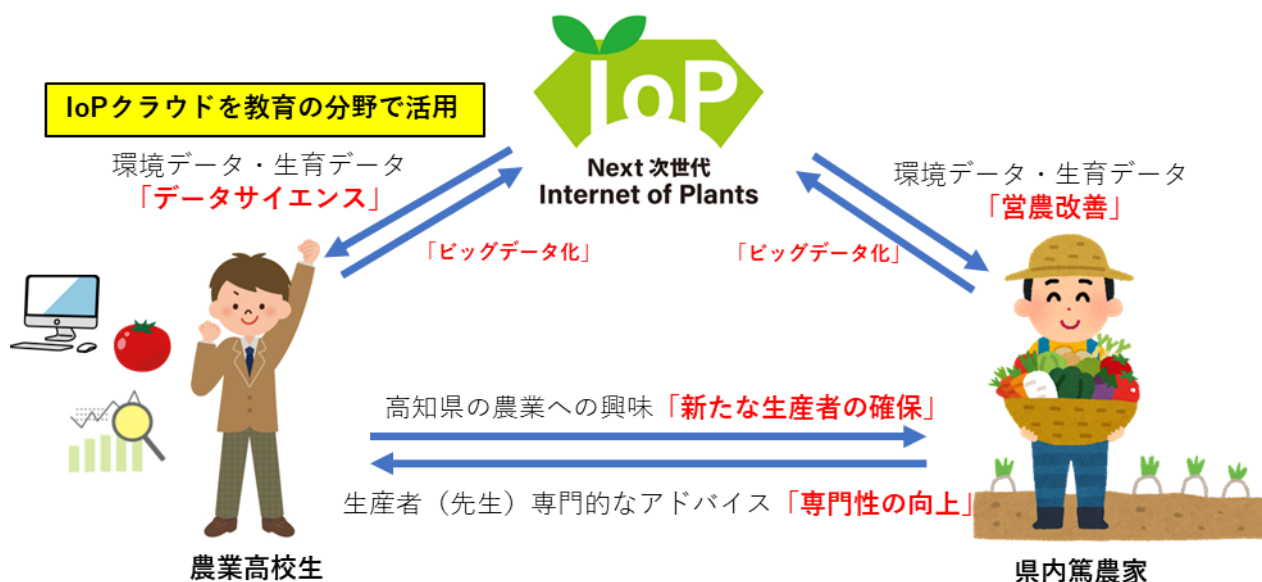 IoP
Next 次世代
Internet of Plants
IoPクラウドを教育の分野で活用
環境データ・生育データ
「データサイエンス」
「ビッグデータ化」
「ビッグデータ化」
環境データ・生育データ
「営農改善」
高知県の農業への興味「新たな生産者の確保」
生産者（先生）専門的なアドバイス「専門性の向上」
農業高校生
県内篤農家